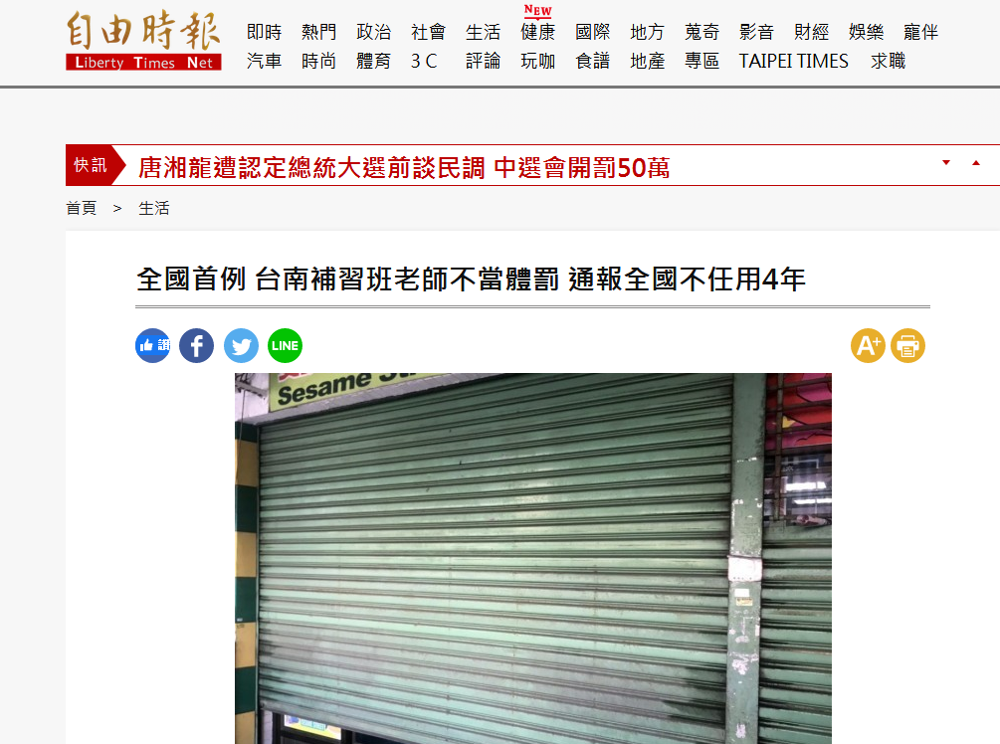 自由時報
Liberty Times Net
即時 熱門 政治 社會 生活 健康 國際 地方 蒐奇 影音 財經 娛樂 寵伴
NEW
汽車 時尚 體育 3C 評論 玩咖 食譜 地產 專區 TAIPEI TIMES 求職
快訊 唐湘龍遭認定總統大選前談民調 中選會開罰50萬
首頁 > 生活
全國首例 台南補習班老師不當體罰 通報全國不任用4年
讚 f LINE A+
Sesame